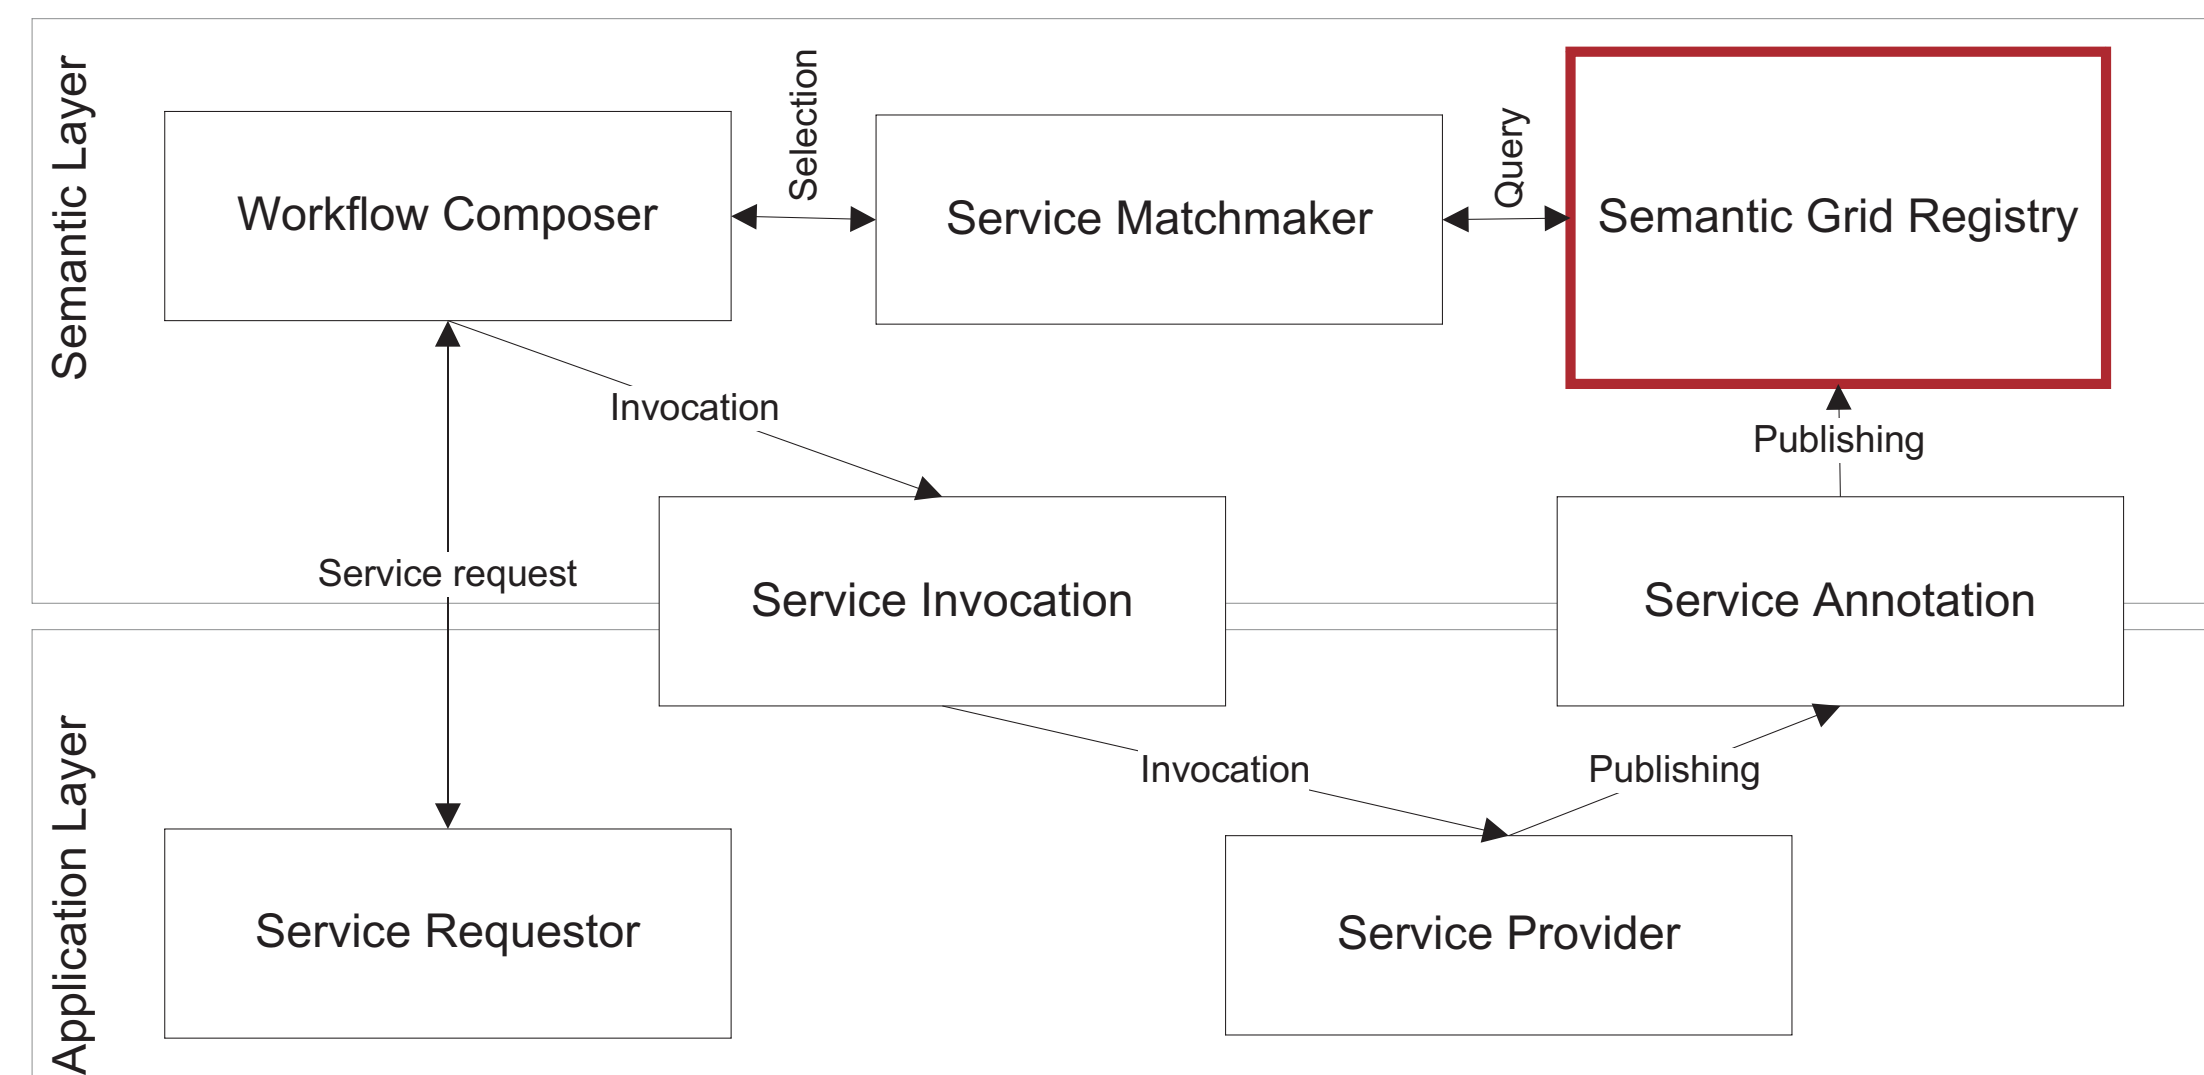 Semantic Layer
Selection
Query
Workflow Composer
Service Matchmaker
Semantic Grid Registry
Invocation
Publishing
Service request
Service Invocation
Service Annotation
Application Layer
Invocation
Publishing
Service Requestor
Service Provider